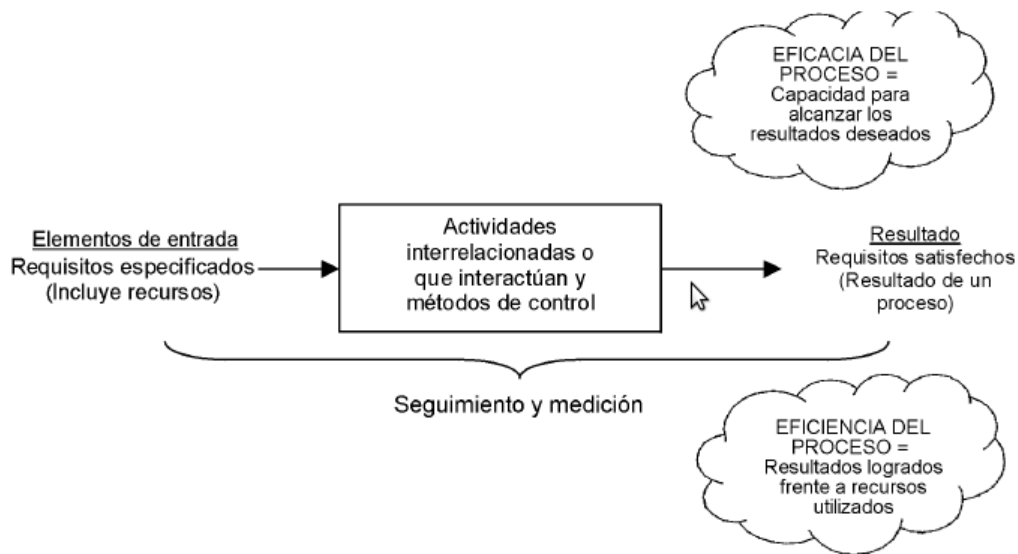 EFICACIA DEL
PROCESO =
Capacidad para
alcanzar los
resultados deseados
Elementos de entrada
Requisitos especificados
(Incluye recursos)
Actividades
interrelacionadas o
que interactúan y
métodos de control
Resultado
Requisitos satisfechos
(Resultado de un
proceso)
Seguimiento y medición
EFICIENCIA DEL
PROCESO =
Resultados logrados
frente a recursos
utilizados